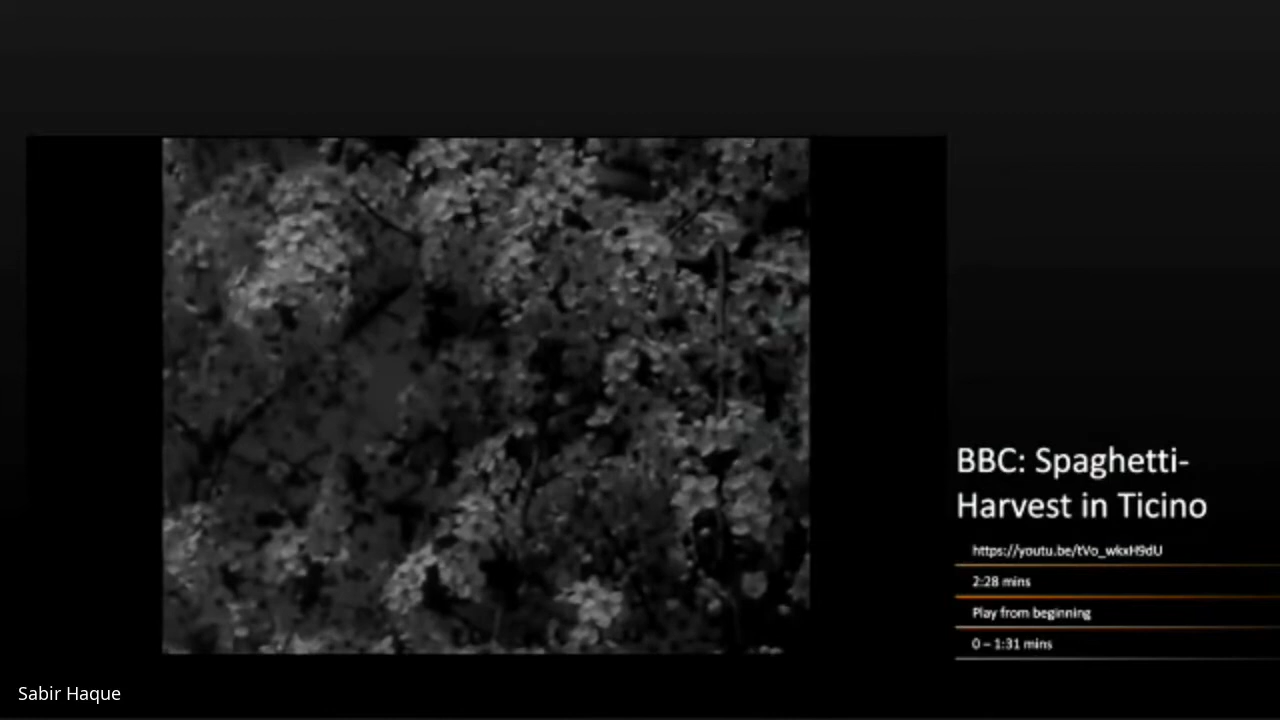 BBC: Spaghetti-
Harvest in Ticino
https://youtu.be/tVo_wkxH9dU
2:28 mins
Play from beginning
0 – 1:31 mins
Sabir Haque